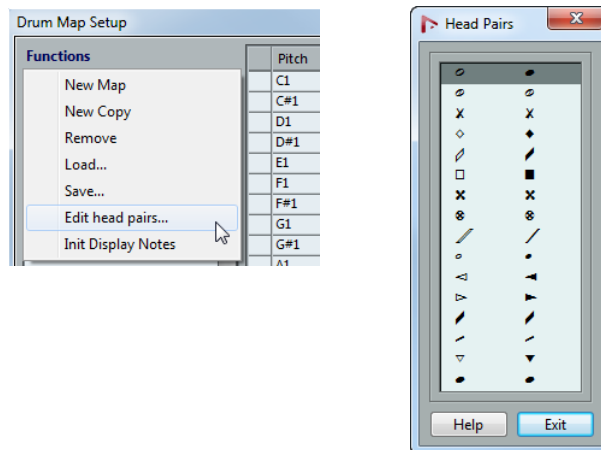 Drum Map Setup
Functions
New Map
New Copy
Remove
Load...
Save...
Edit head pairs...
Init Display Notes
Pitch
C1
C#1
D1
D#1
E1
F1
F#1
G1
G#1
A1
Head Pairs
Help
Exit